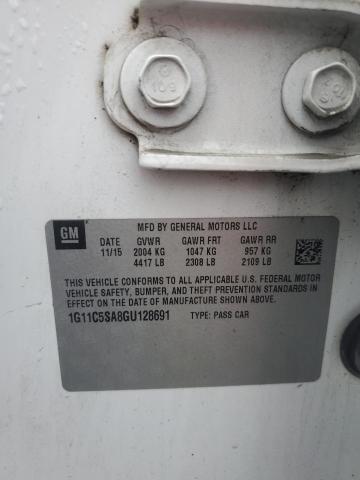 109
GM
MFD BY GENERAL MOTORS LLC
DATE GVWR GAWR FRT GAWR RR
11/15 2004 KG 1047 KG 957 KG
4417 LB 2308 LB 2109 LB
THIS VEHICLE CONFORMS TO ALL APPLICABLE U.S. FEDERAL MOTOR
VEHICLE SAFETY, BUMPER, AND THEFT PREVENTION STANDARDS IN
EFFECT ON THE DATE OF MANUFACTURE SHOWN ABOVE.
1G11C5SA8GU128691 TYPE: PASS CAR